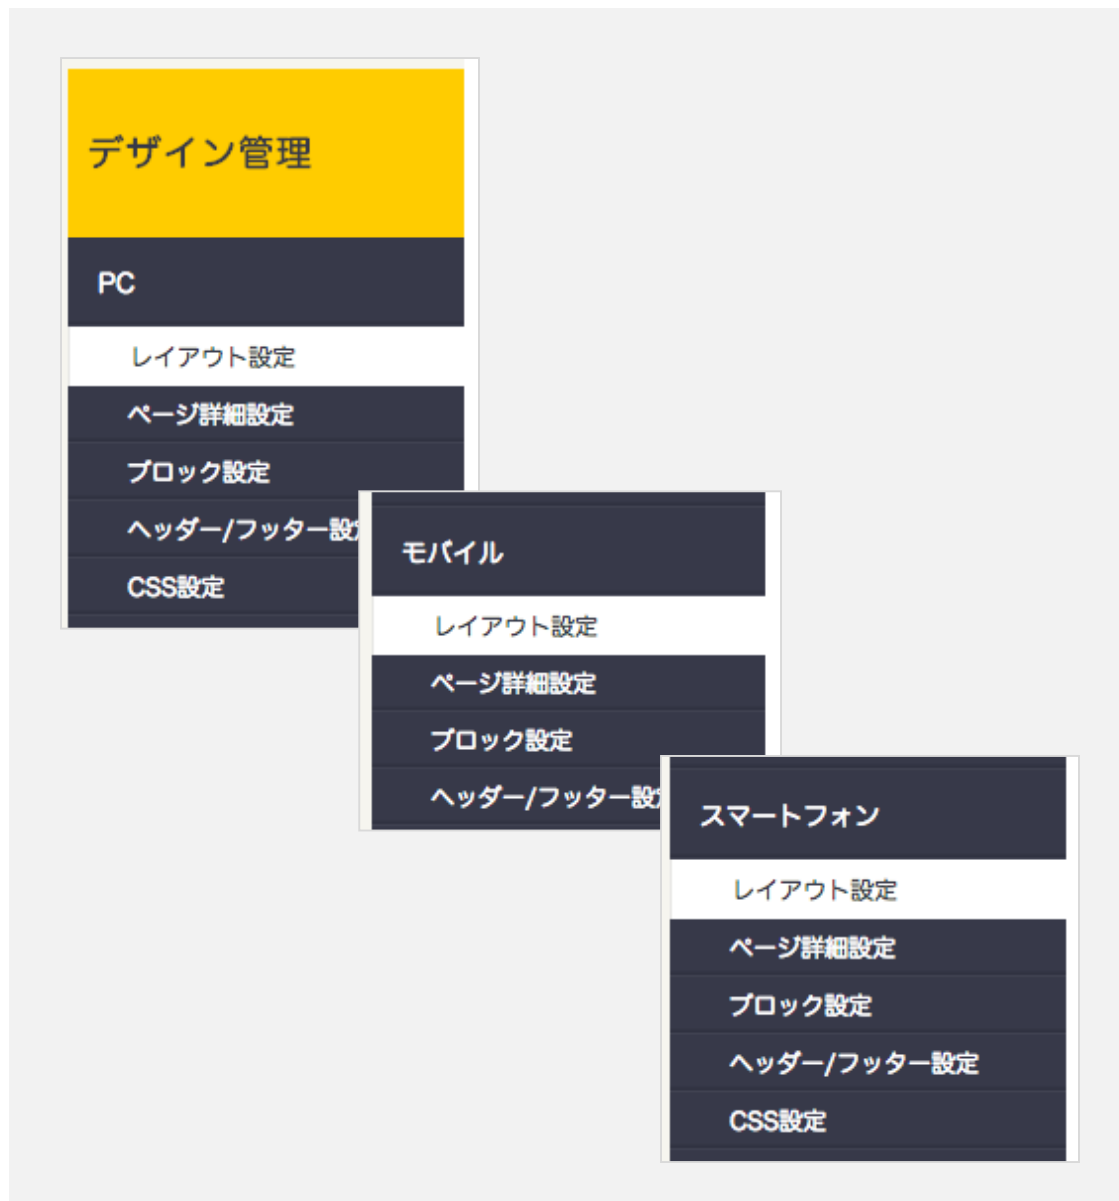 デザイン管理
PC
レイアウト設定
ページ詳細設定
ブロック設定
ヘッダー/フッター設
CSS設定
モバイル
レイアウト設定
ページ詳細設定
ブロック設定
ヘッダー/フッター設
スマートフォン
レイアウト設定
ページ詳細設定
ブロック設定
ヘッダー/フッター設定
CSS設定